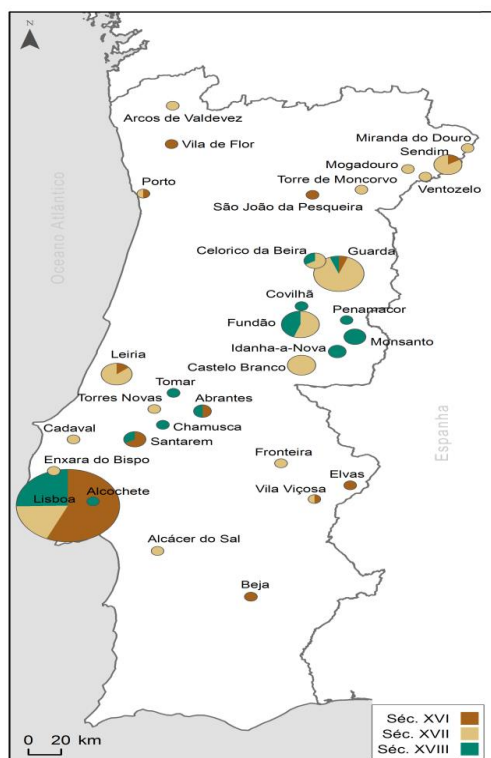 N
Arcos de Valdevez
Vila de Flor
Miranda do Douro
Sendim
Mogadouro
Porto
Torre de Moncorvo
Ventozelo
São João da Pesqueira
Oceano Atlântico
Celorico da Beira
Guarda
Covilhã
Penamacor
Fundão
Monsanto
Idanha-a-Nova
Leiria
Castelo Branco
Tomar
Torres Novas
Abrantes
Cadaval
Chamusca
Santarem
Espanha
Fronteira
Enxara do Bispo
Elvas
Lisboa
Alcochete
Vila Viçosa
Alcácer do Sal
Beja
Séc. XVI
Séc. XVII
Séc. XVIII
0 20 km